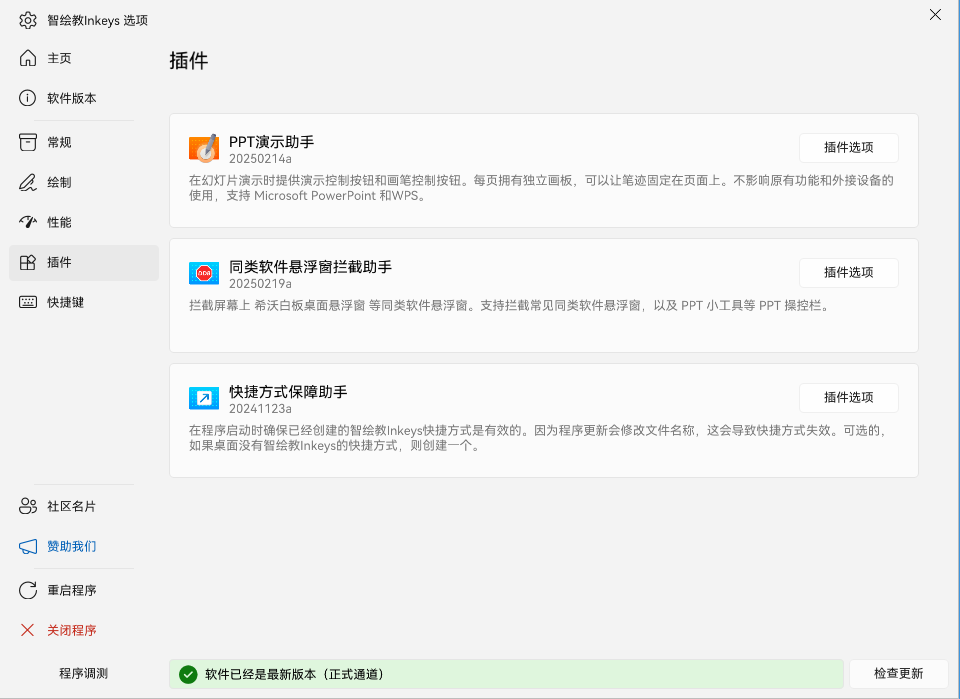 智绘教Inkeys 选项
主页
软件版本
常规
绘制
性能
插件
快捷键
社区名片
赞助我们
重启程序
关闭程序
程序调测
插件
PPT演示助手
20250214a
插件选项
在幻灯片演示时提供演示控制按钮和画笔控制按钮。每页拥有独立画板，可以让笔迹固定在页面上。不影响原有功能和外接设备的
使用，支持 Microsoft PowerPoint 和WPS。
同类软件悬浮窗拦截助手
20250219a
插件选项
拦截屏幕上 希沃白板桌面悬浮窗 等同类软件悬浮窗。支持拦截常见同类软件悬浮窗，以及 PPT 小工具等 PPT 操控栏。
快捷方式保障助手
20241123a
插件选项
在程序启动时确保已经创建的智绘教Inkeys快捷方式是有效的。因为程序更新会修改文件名称，这会导致快捷方式失效。可选的，
如果桌面没有智绘教Inkeys的快捷方式，则创建一个。
软件已经是最新版本（正式通道）
检查更新